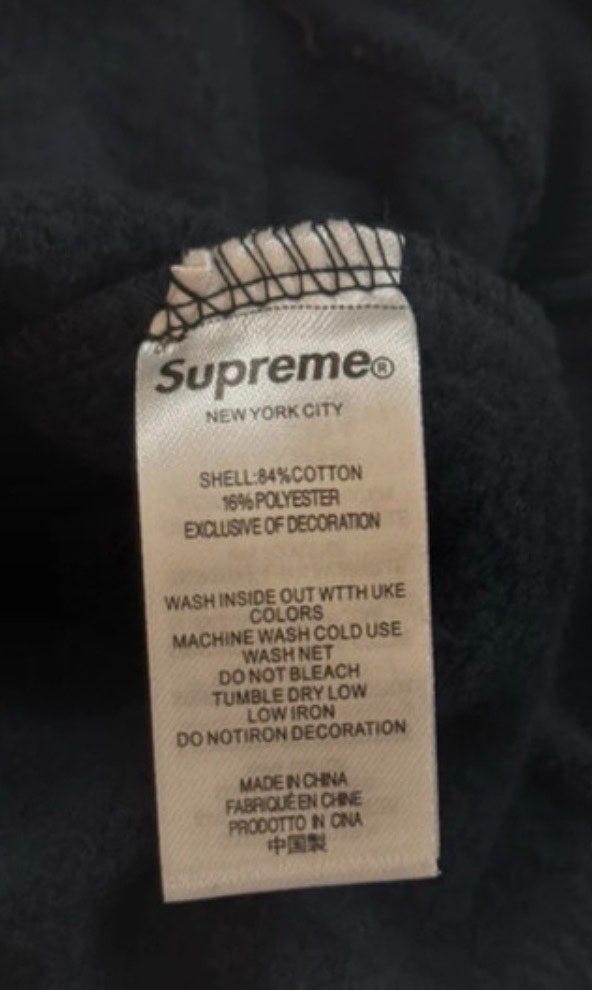 Supreme®
NEW YORK CITY
SHELL:84%COTTON
16%POLYESTER
EXCLUSIVE OF DECORATION
WASH INSIDE OUT WTTH UKE
COLORS
MACHINE WASH COLD USE
WASH NET
DO NOT BLEACH
TUMBLE DRY LOW
LOW IRON
DO NOTIRON DECORATION
MADE IN CHINA
FABRIQUÉ EN CHINE
PRODOTTO IN CINA
中国製